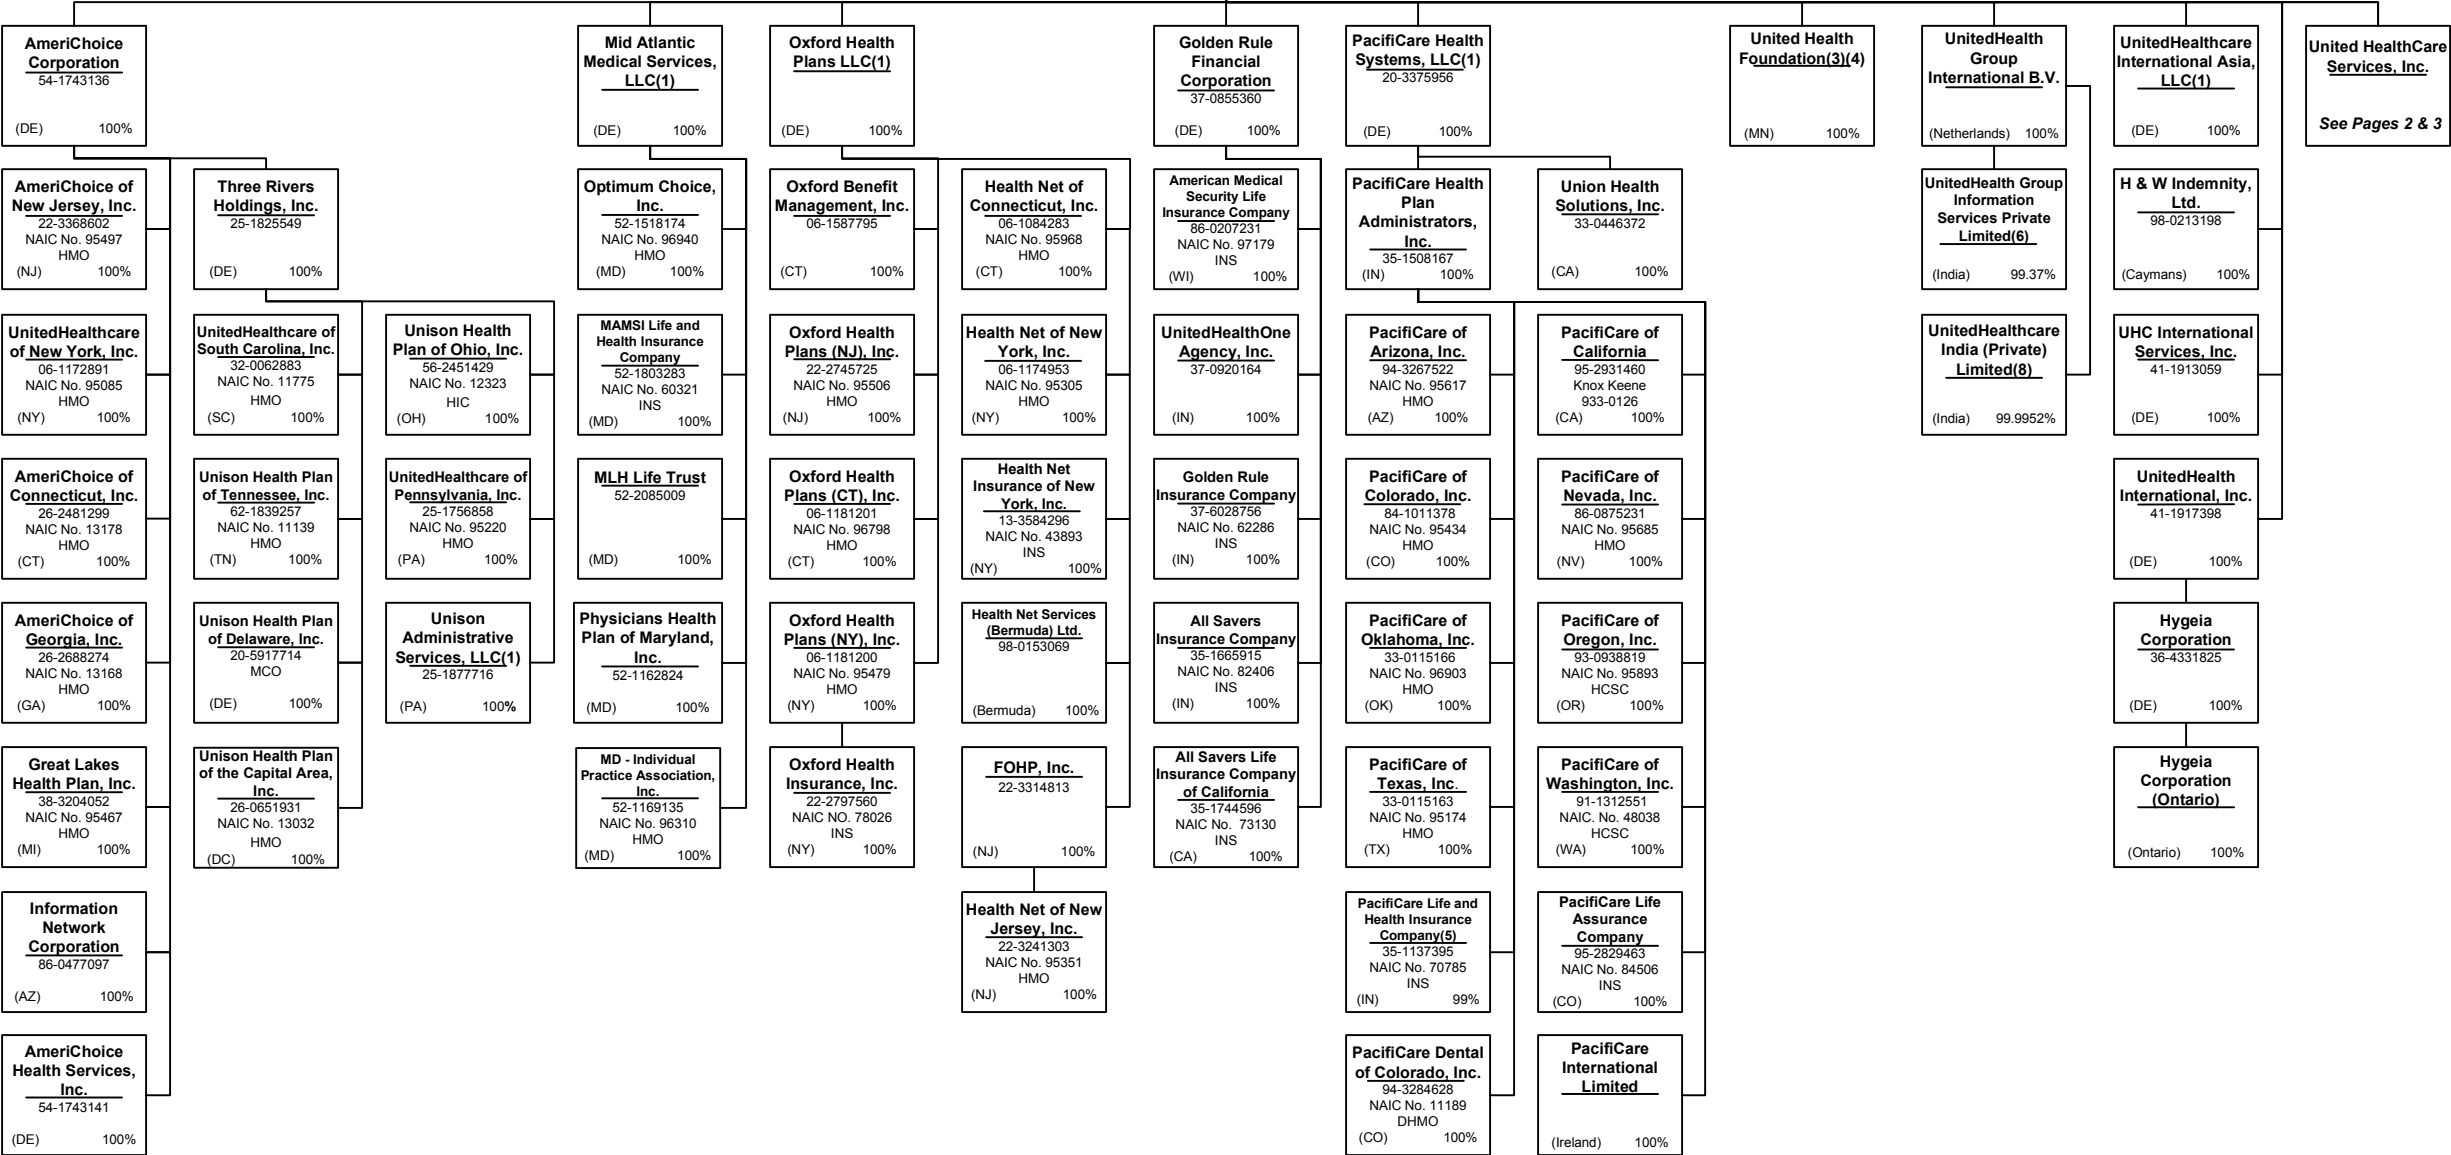 AmeriChoice
Corporation
54-1743136
(DE) 100%
Mid Atlantic
Medical Services,
LLC(1)
(DE) 100%
Oxford Health
Plans LLC(1)
(DE) 100%
Golden Rule
Financial
Corporation
37-0855360
(DE) 100%
PacifiCare Health
Systems, LLC(1)
20-3375956
(DE) 100%
United Health
Foundation(3)(4)
(MN) 100%
UnitedHealth
Group
International B.V.
(Netherlands) 100%
UnitedHealthcare
International Asia,
LLC(1)
(DE) 100%
United HealthCare
Services, Inc.
See Pages 2 & 3
AmeriChoice of
New Jersey, Inc.
22-3368602
NAIC No. 95497
HMO
(NJ) 100%
Three Rivers
Holdings, Inc.
25-1825549
(DE) 100%
Optimum Choice,
Inc.
52-1518174
NAIC No. 96940
HMO
(MD) 100%
Oxford Benefit
Management, Inc.
06-1587795
(CT) 100%
Health Net of
Connecticut, Inc.
06-1084283
NAIC No. 95968
HMO
(CT) 100%
American Medical
Security Life
Insurance Company
86-0207231
NAIC No. 97179
INS
(WI) 100%
PacifiCare Health
Plan
Administrators,
Inc.
35-1508167
(IN) 100%
Union Health
Solutions, Inc.
33-0446372
(CA) 100%
UnitedHealth Group
Information
Services Private
Limited(6)
(India) 99.37%
H & W Indemnity,
Ltd.
98-0213198
(Caymans) 100%
UnitedHealthcare
of New York, Inc.
06-1172891
NAIC No. 95085
HMO
(NY) 100%
UnitedHealthcare of
South Carolina, Inc.
32-0062883
NAIC No. 11775
HMO
(SC) 100%
Unison Health
Plan of Ohio, Inc.
56-2451429
NAIC No. 12323
HIC
(OH) 100%
MAMSI Life and
Health Insurance
Company
52-1803283
NAIC No. 60321
INS
(MD) 100%
Oxford Health
Plans (NJ), Inc.
22-2745725
NAIC No. 95506
HMO
(NJ) 100%
Health Net of New
York, Inc.
06-1174953
NAIC No. 95305
HMO
(NY) 100%
UnitedHealthOne
Agency, Inc.
37-0920164
(IN) 100%
PacifiCare of
Arizona, Inc.
94-3267522
NAIC No. 95617
HMO
(AZ) 100%
PacifiCare of
California
95-2931460
Knox Keene
933-0126
(CA) 100%
UnitedHealthcare
India (Private)
Limited(8)
(India) 99.9952%
UHC International
Services, Inc.
41-1913059
(DE) 100%
AmeriChoice of
Connecticut, Inc.
26-2481299
NAIC No. 13178
HMO
(CT) 100%
Unison Health Plan
of Tennessee, Inc.
62-1839257
NAIC No. 11139
HMO
(TN) 100%
UnitedHealthcare of
Pennsylvania, Inc.
25-1756858
NAIC No. 95220
HMO
(PA) 100%
MLH Life Trust
52-2085009
(MD) 100%
Oxford Health
Plans (CT), Inc.
06-1181201
NAIC No. 96798
HMO
(CT) 100%
Health Net
Insurance of New
York, Inc.
13-3584296
NAIC No. 43893
INS
(NY) 100%
Golden Rule
Insurance Company
37-6028756
NAIC No. 62286
INS
(IN) 100%
PacifiCare of
Colorado, Inc.
84-1011378
NAIC No. 95434
HMO
(CO) 100%
PacifiCare of
Nevada, Inc.
86-0875231
NAIC No. 95685
HMO
(NV) 100%
UnitedHealth
International, Inc.
41-1917398
(DE) 100%
AmeriChoice of
Georgia, Inc.
26-2688274
NAIC No. 13168
HMO
(GA) 100%
Unison Health Plan
of Delaware, Inc.
20-5917714
MCO
(DE) 100%
Unison
Administrative
Services, LLC(1)
25-1877716
(PA) 100%
Physicians Health
Plan of Maryland,
Inc.
52-1162824
(MD) 100%
Oxford Health
Plans (NY), Inc.
06-1181200
NAIC No. 95479
HMO
(NY) 100%
Health Net Services
(Bermuda) Ltd.
98-0153069
(Bermuda) 100%
All Savers
Insurance Company
35-1665915
NAIC No. 82406
INS
(IN) 100%
PacifiCare of
Oklahoma, Inc.
33-0115166
NAIC No. 96903
HMO
(OK) 100%
PacifiCare of
Oregon, Inc.
93-0938819
NAIC No. 95893
HCSC
(OR) 100%
Hygeia
Corporation
36-4331825
(DE) 100%
Great Lakes
Health Plan, Inc.
38-3204052
NAIC No. 95467
HMO
(MI) 100%
Unison Health Plan
of the Capital Area,
Inc.
26-0651931
NAIC No. 13032
HMO
(DC) 100%
MD - Individual
Practice Association,
Inc.
52-1169135
NAIC No. 96310
HMO
(MD) 100%
Oxford Health
Insurance, Inc.
22-2797560
NAIC NO. 78026
INS
(NY) 100%
FOHP, Inc.
22-3314813
(NJ) 100%
All Savers Life
Insurance Company
of California
35-1744596
NAIC No. 73130
INS
(CA) 100%
PacifiCare of
Texas, Inc.
33-0115163
NAIC No. 95174
HMO
(TX) 100%
PacifiCare of
Washington, Inc.
91-1312551
NAIC. No. 48038
HCSC
(WA) 100%
Hygeia
Corporation
(Ontario)
(Ontario) 100%
Information
Network
Corporation
86-0477097
(AZ) 100%
Health Net of New
Jersey, Inc.
22-3241303
NAIC No. 95351
HMO
(NJ) 100%
PacifiCare Life and
Health Insurance
Company(5)
35-1137395
NAIC No. 70785
INS
(IN) 99%
PacifiCare Life
Assurance
Company
95-2829463
NAIC No. 84506
INS
(CO) 100%
AmeriChoice
Health Services,
Inc.
54-1743141
(DE) 100%
PacifiCare Dental
of Colorado, Inc.
94-3284628
NAIC No. 11189
DHMO
(CO) 100%
PacifiCare
International
Limited
(Ireland) 100%